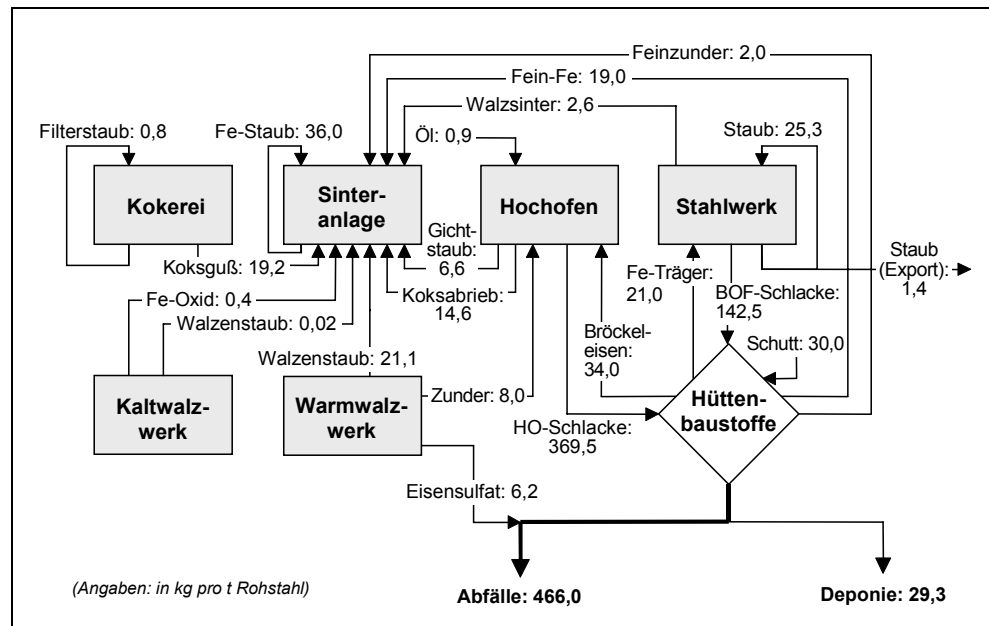 Feinzunder: 2,0
Fein-Fe: 19,0
Walzsinter: 2,6
Filterstaub: 0,8
Fe-Staub: 36,0
Öl: 0,9
Staub: 25,3
Kokerei
Sinter-
anlage
Hochofen
Stahlwerk
Gicht-
staub:
6,6
Koksguß: 19,2
Koksabrieb:
14,6
Fe-Träger:
21,0
BOF-Schlacke:
142,5
Staub
(Export):
1,4
Fe-Oxid: 0,4
Walzenstaub: 0,02
Walzenstaub: 21,1
Bröckel-
eisen:
34,0
Schutt: 30,0
Kaltwalz-
werk
Warmwalz-
werk
Zunder: 8,0
HO-Schlacke:
369,5
Hütten-
baustoffe
Eisensulfat: 6,2
(Angaben: in kg pro t Rohstahl)
Abfälle: 466,0
Deponie: 29,3